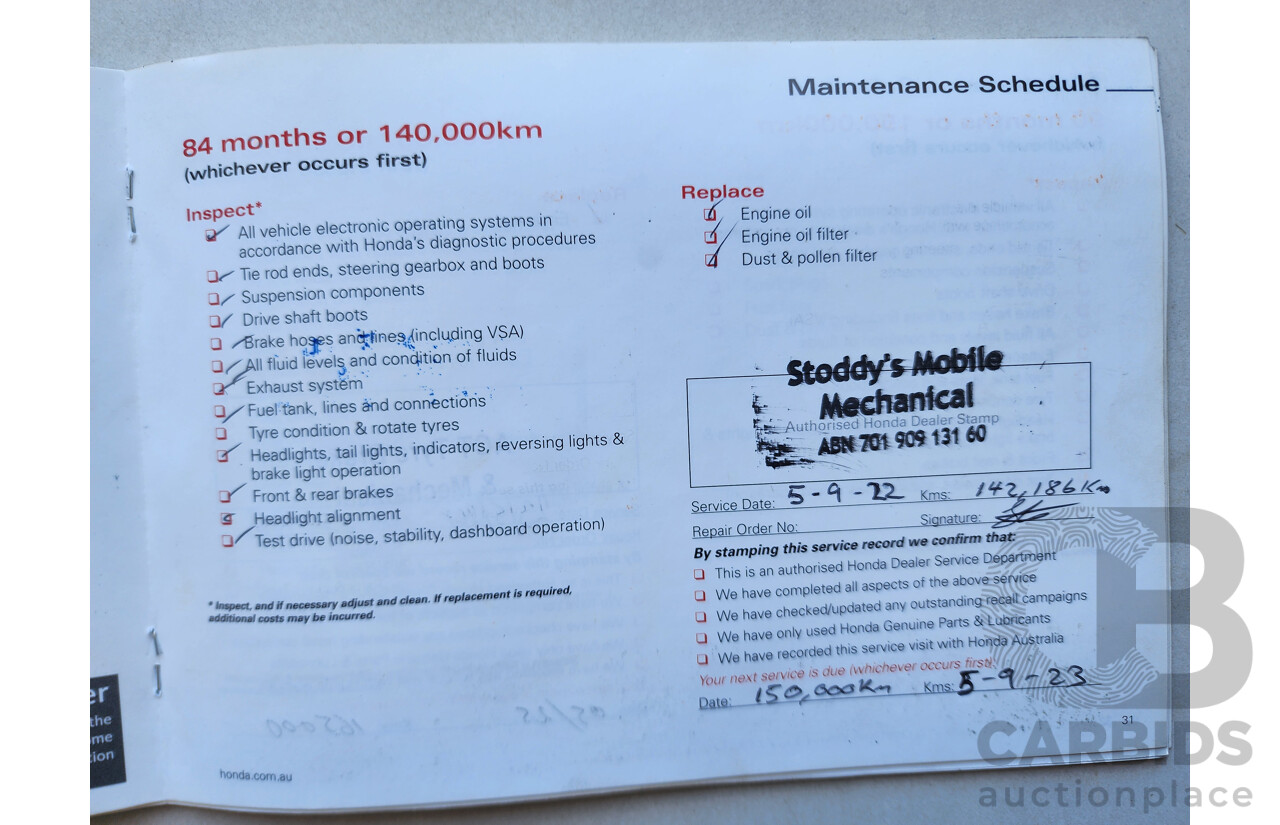 Maintenance Schedule
84 months or 140,000km
(whichever occurs first)
Inspect*
All vehicle electronic operating systems in
accordance with Honda's diagnostic procedures
Tie rod ends, steering gearbox and boots
Suspension components
Drive shaft boots
Brake hoses and lines (including VSA)
All fluid levels and condition of fluids
Exhaust system
Fuel tank, lines and connections
Tyre condition & rotate tyres
Headlights, tail lights, indicators, reversing lights &
brake light operation
Front & rear brakes
Headlight alignment
Test drive (noise, stability, dashboard operation)
* Inspect, and if necessary adjust and clean. If replacement is required,
additional costs may be incurred.
honda.com.au
Replace
Engine oil
Engine oil filter
Dust & pollen filter
Stoddy's Mobile
Mechanical
Authorised Honda Dealer Stamp
ABN 701 909 131 60
Service Date: 5-9-22 Kms: 142,186Km
Repair Order No: Signature:
By stamping this service record we confirm that:
This is an authorised Honda Dealer Service Department
We have completed all aspects of the above service
We have checked/updated any outstanding recall campaigns
We have only used Honda Genuine Parts & Lubricants
We have recorded this service visit with Honda Australia
Your next service is due (whichever occurs first):
Date: 150,000Km Kms: 5-9-23
31
er
the
me
tion
CARBIDS
auctionplace